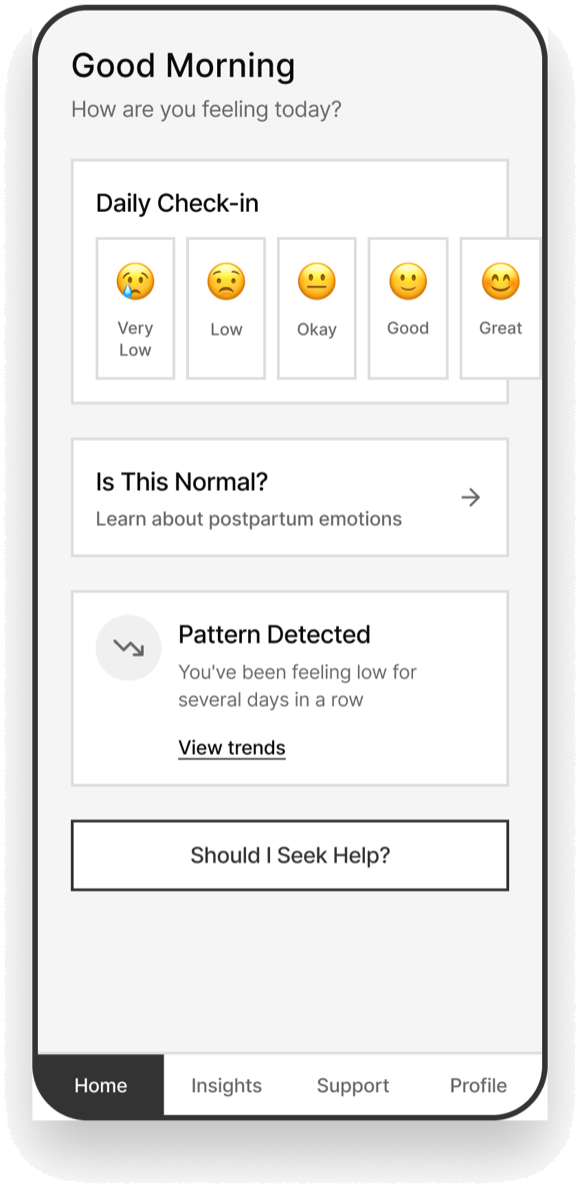 Good Morning
How are you feeling today?
Daily Check-in
Very
Low
Low
Okay
Good
Great
Is This Normal?
Learn about postpartum emotions
Pattern Detected
You've been feeling low for
several days in a row
View trends
Should I Seek Help?
Home
Insights
Support
Profile